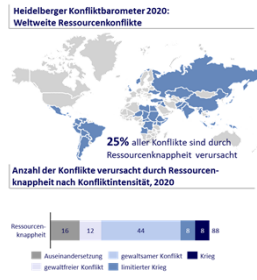 Heidelberger Konfliktbarometer 2020:
Weltweite Ressourcenkonflikte
25% aller Konflikte sind durch
Ressourcenknappheit verursacht
Anzahl der Konflikte verursacht durch Ressourcen-
knappheit nach Konfliktintensität, 2020
Ressourcen-
knappheit
16 12 44 8 8 88
Auseinandersetzung gewaltsamer Konflikt Krieg
gewaltfreier Konflikt limitierter Krieg